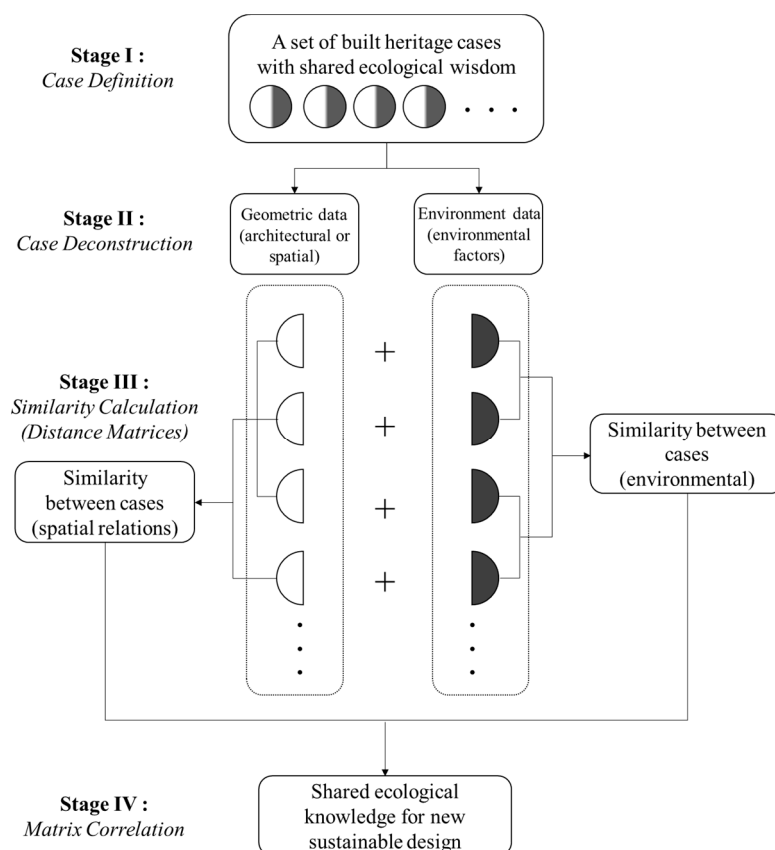 Stage I :
Case Definition
A set of built heritage cases
with shared ecological wisdom
Stage II :
Case Deconstruction
Geometric data
(architectural or
spatial)
Environment data
(environmental
factors)
Stage III :
Similarity Calculation
(Distance Matrices)
Similarity
between cases
(spatial relations)
+
+
+
+
Similarity between
cases
(environmental)
Stage IV :
Matrix Correlation
Shared ecological
knowledge for new
sustainable design